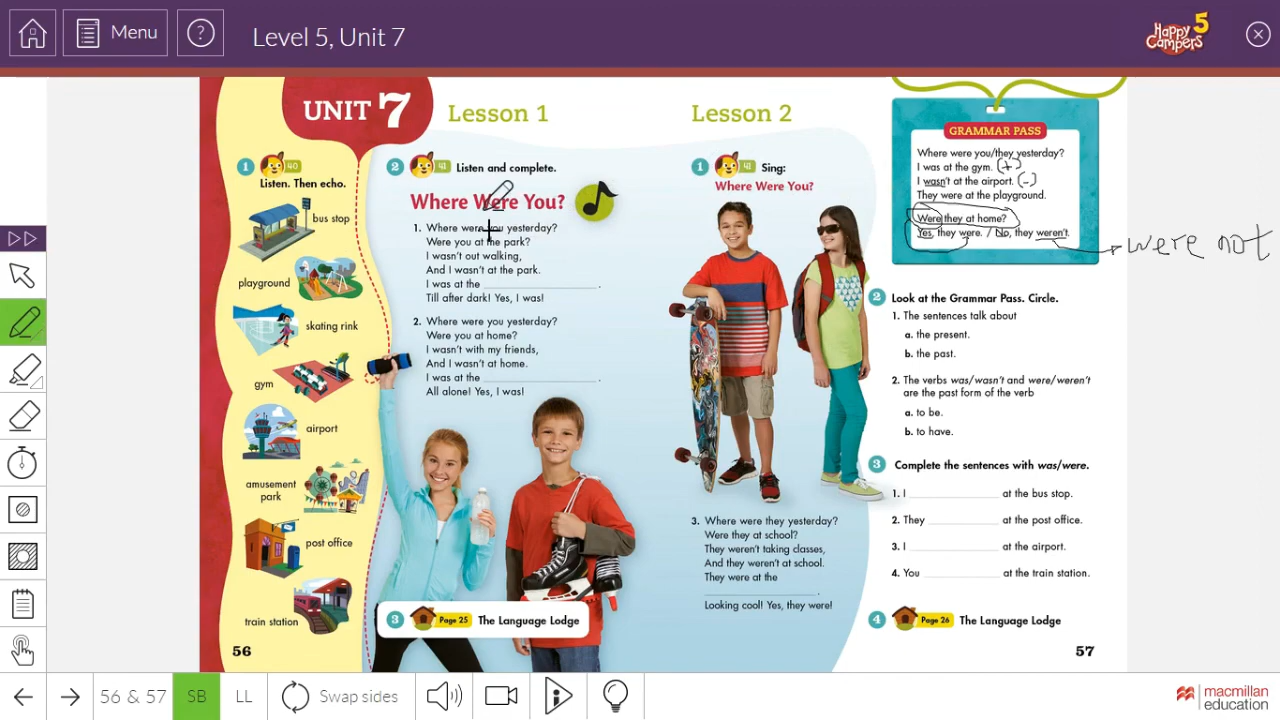 Menu
?
Level 5, Unit 7
Happy Campers 5
UNIT 7
1
40
Listen. Then echo.
bus stop
playground
skating rink
gym
airport
amusement
park
post office
train station
56
Lesson 1
2
41
Listen and complete.
Where Were You?
1. Where were you yesterday?
Were you at the park?
I wasn't out walking,
And I wasn't at the park.
I was at the ____________ .
Till after dark! Yes, I was!
2. Where were you yesterday?
Were you at home?
I wasn't with my friends,
And I wasn't at home.
I was at the ____________ .
All alone! Yes, I was!
3
Page 25
The Language Lodge
Lesson 2
1
41
Sing:
Where Were You?
3. Where were they yesterday?
Were they at school?
They weren't taking classes,
And they weren't at school.
They were at the
____________ .
Looking cool! Yes, they were!
GRAMMAR PASS
Where were you/they yesterday?
I was at the gym. (+)
I wasn't at the airport. (-)
They were at the playground.
Were they at home?
Yes, they were. / No, they weren't.
were not
2
Look at the Grammar Pass. Circle.
1. The sentences talk about
a. the present.
b. the past.
2. The verbs was/wasn't and were/weren't
are the past form of the verb
a. to be.
b. to have.
3
Complete the sentences with was/were.
1. I ____________ at the bus stop.
2. They ____________ at the post office.
3. I ____________ at the airport.
4. You ____________ at the train station.
4
Page 26
The Language Lodge
57
56 & 57
SB
LL
Swap sides
macmillan
education